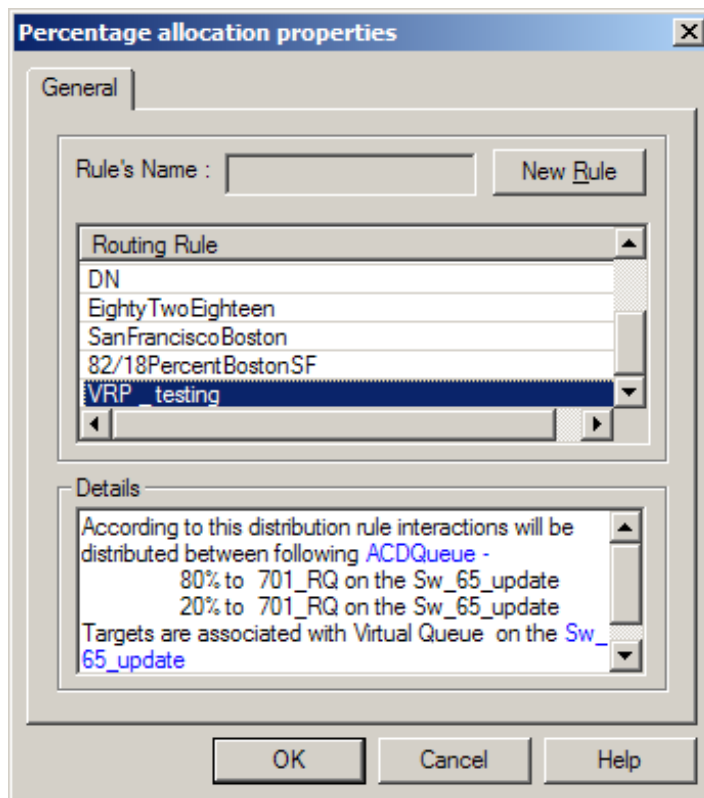 Percentage allocation properties
General
Rule's Name :
New Rule
Routing Rule
DN
EightyTwoEighteen
SanFranciscoBoston
82/18PercentBostonSF
VRP _ testing
Details
According to this distribution rule interactions will be
distributed between following ACDQueue -
80% to 701_RQ on the Sw_65_update
20% to 701_RQ on the Sw_65_update
Targets are associated with Virtual Queue on the Sw_
65_update
OK Cancel Help